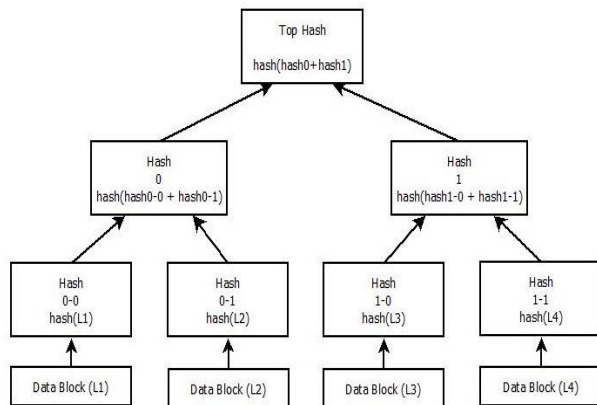 Top Hash
hash(hash0+hash1)
Hash
0
hash(hash0-0 + hash0-1)
Hash
1
hash(hash1-0 + hash1-1)
Hash
0-0
hash(L1)
Hash
0-1
hash(L2)
Hash
1-0
hash(L3)
Hash
1-1
hash(L4)
Data Block (L1)
Data Block (L2)
Data Block (L3)
Data Block (L4)